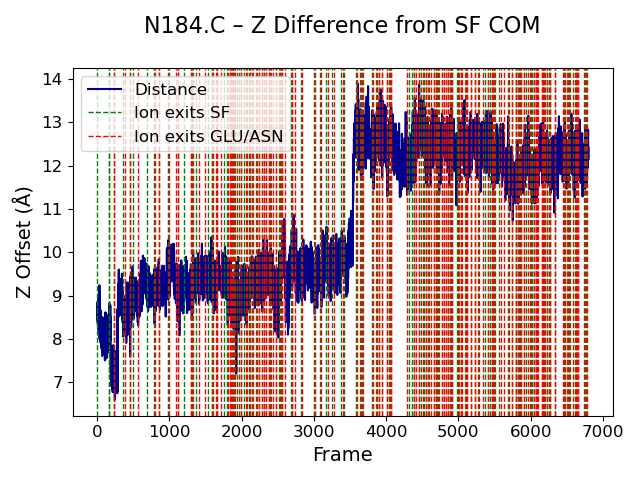 N184.C – Z Difference from SF COM
Distance
Ion exits SF
Ion exits GLU/ASN
Z Offset (Å)
14
13
12
11
10
9
8
7
0 1000 2000 3000 4000 5000 6000 7000
Frame